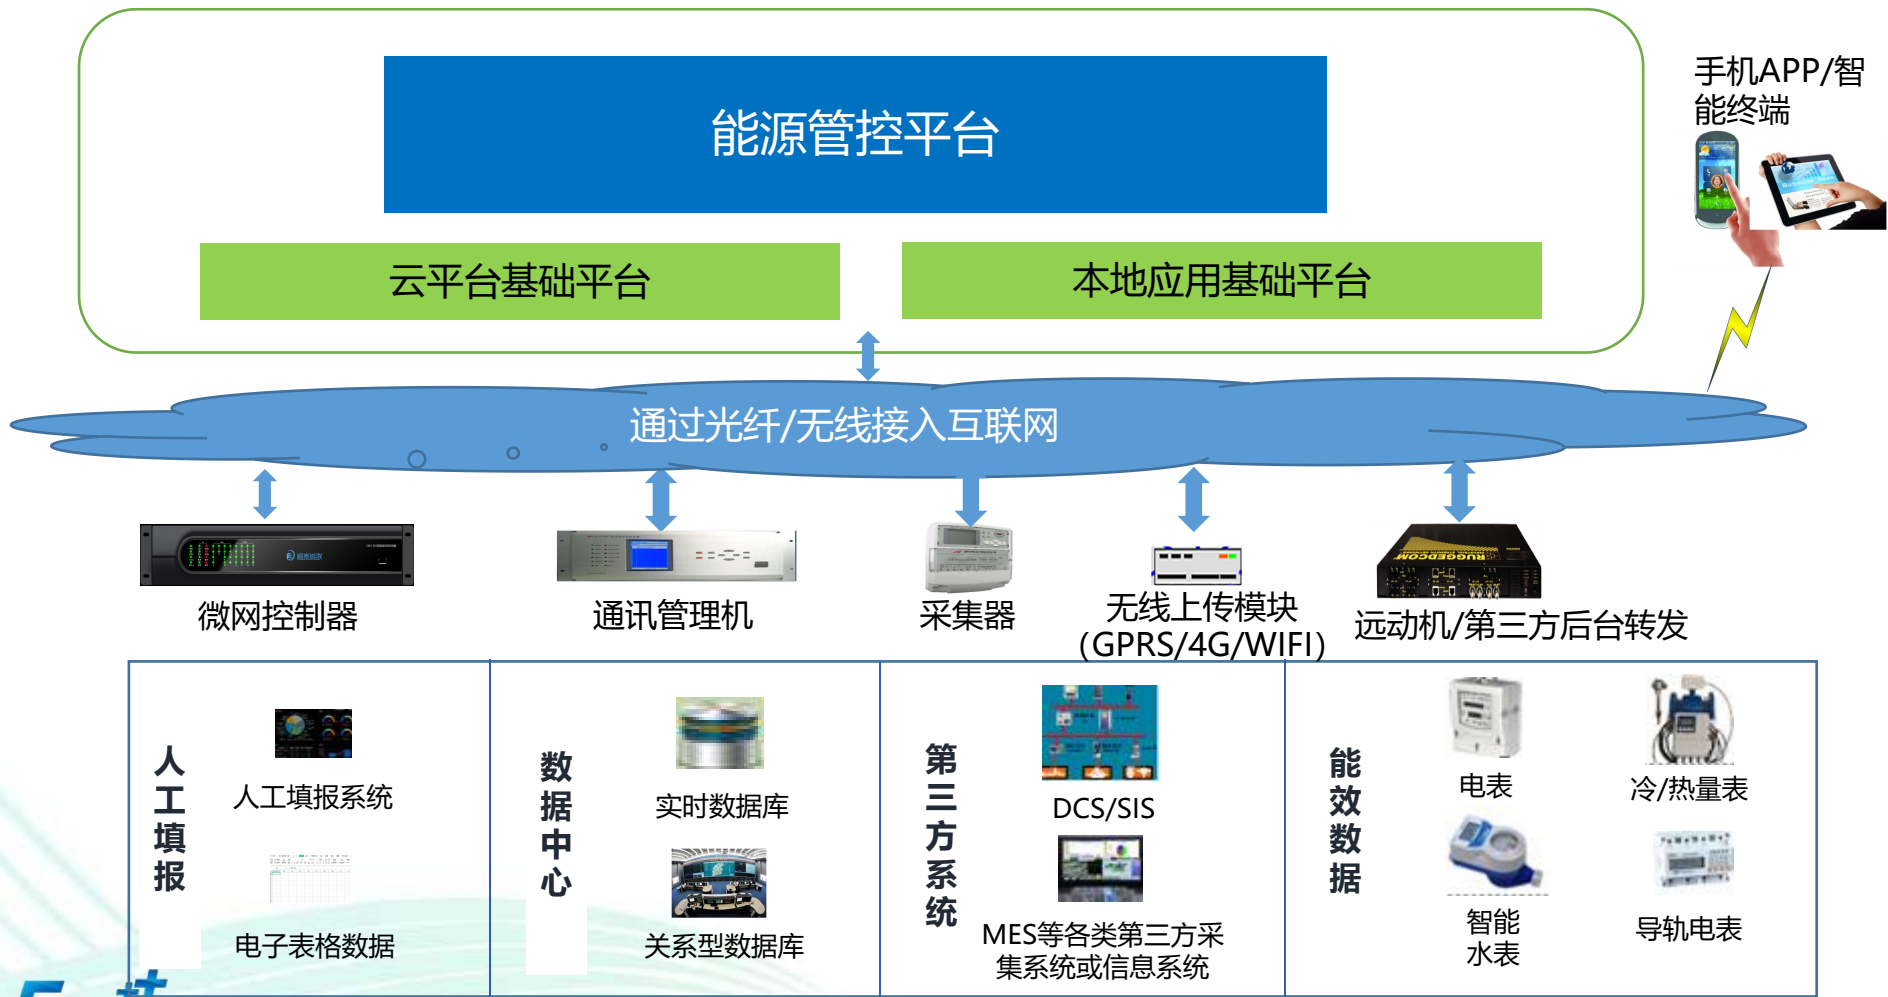 能源管控平台
手机APP/智
能终端
云平台基础平台
本地应用基础平台
通过光纤/无线接入互联网
微网控制器
通讯管理机
采集器
无线上传模块
（GPRS/4G/WIFI）
远动机/第三方后台转发
RUGGEDCOM
人工填报
人工填报系统
电子表格数据
数据中心
实时数据库
关系型数据库
第三方系统
DCS/SIS
MES等各类第三方采
集系统或信息系统
能效数据
电表
冷/热量表
智能
水表
导轨电表